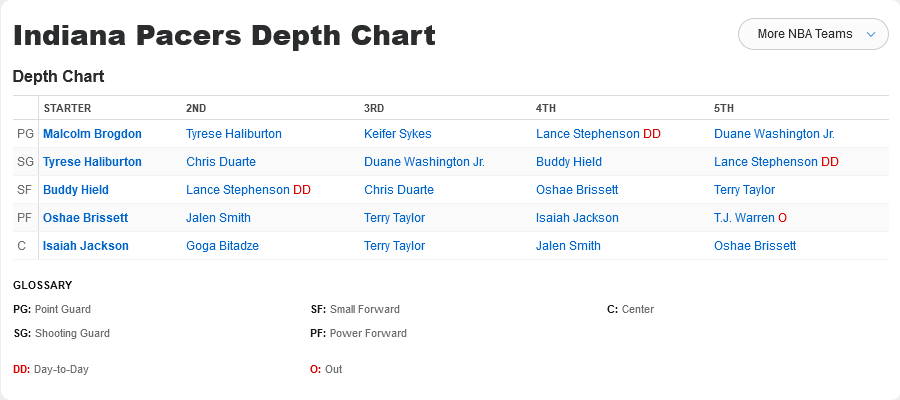 Indiana Pacers Depth Chart
More NBA Teams
Depth Chart
STARTER 2ND 3RD 4TH 5TH
PG Malcolm Brogdon Tyrese Haliburton Keifer Sykes Lance Stephenson DD Duane Washington Jr.
SG Tyrese Haliburton Chris Duarte Duane Washington Jr. Buddy Hield Lance Stephenson DD
SF Buddy Hield Lance Stephenson DD Chris Duarte Oshae Brissett Terry Taylor
PF Oshae Brissett Jalen Smith Terry Taylor Isaiah Jackson T.J. Warren O
C Isaiah Jackson Goga Bitadze Terry Taylor Jalen Smith Oshae Brissett
GLOSSARY
PG: Point Guard SF: Small Forward C: Center
SG: Shooting Guard PF: Power Forward
DD: Day-to-Day O: Out